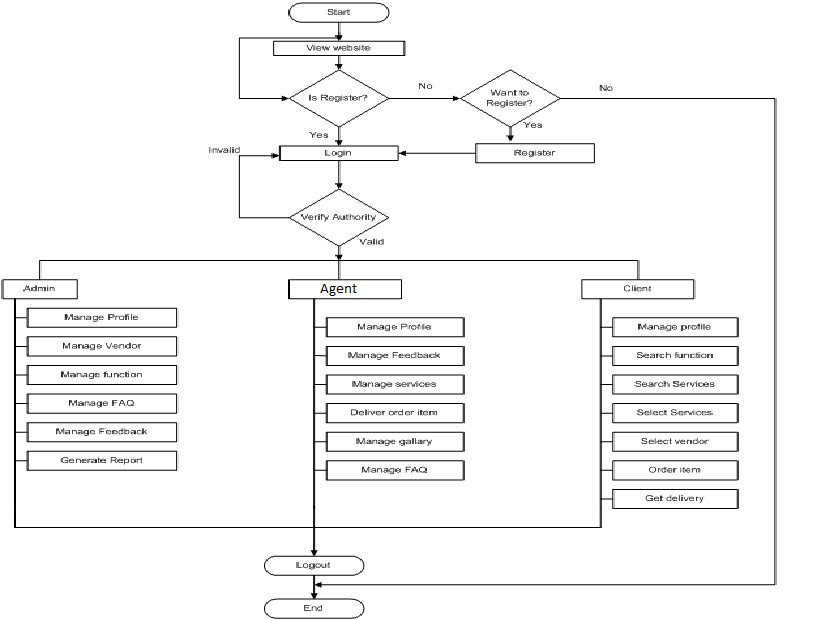 Start
View website
Is Register?
No
Want to
Register?
No
Yes
Yes
Invalid
Login
Register
Verify Authority
Valid
Admin
Agent
Client
Manage Profile
Manage Vendor
Manage function
Manage FAQ
Manage Feedback
Generate Report
Manage Profile
Manage Feedback
Manage services
Deliver order item
Manage gallary
Manage FAQ
Manage profile
Search function
Search Services
Select Services
Select vendor
Order item
Get delivery
Logout
End